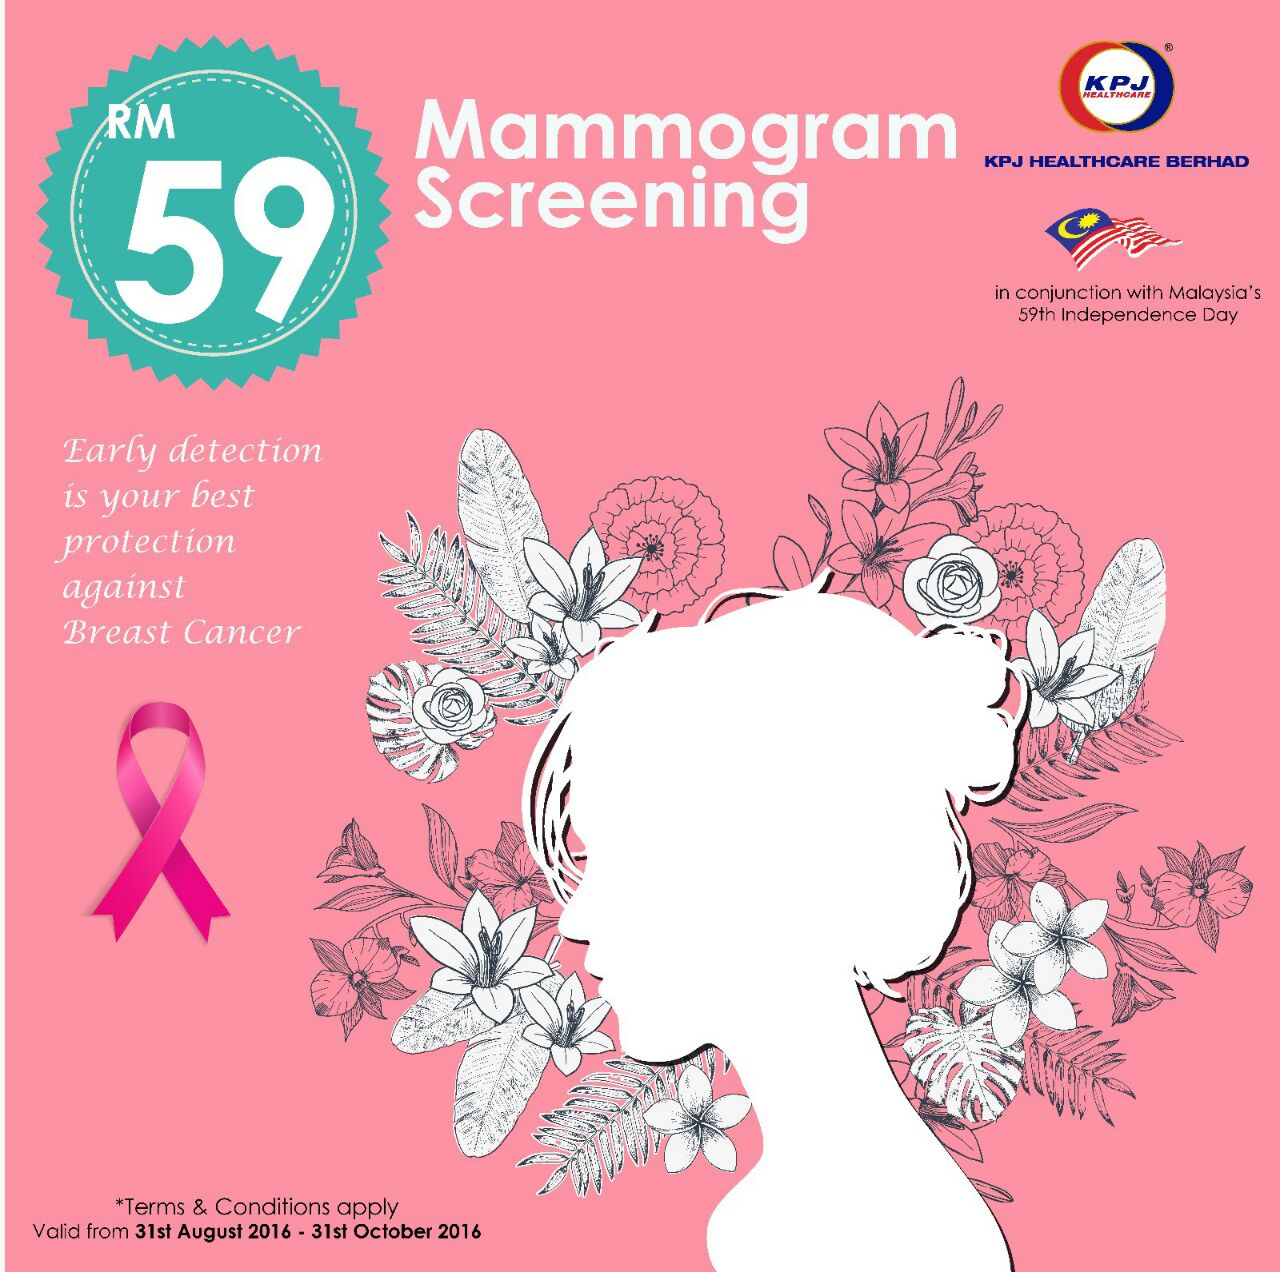 RM
59
Mammogram
Screening
KPJ
HEALTHCARE
®
KPJ HEALTHCARE BERHAD
in conjunction with Malaysia's
59th Independence Day
Early detection
is your best
protection
against
Breast Cancer
*Terms & Conditions apply
Valid from 31st August 2016 - 31st October 2016